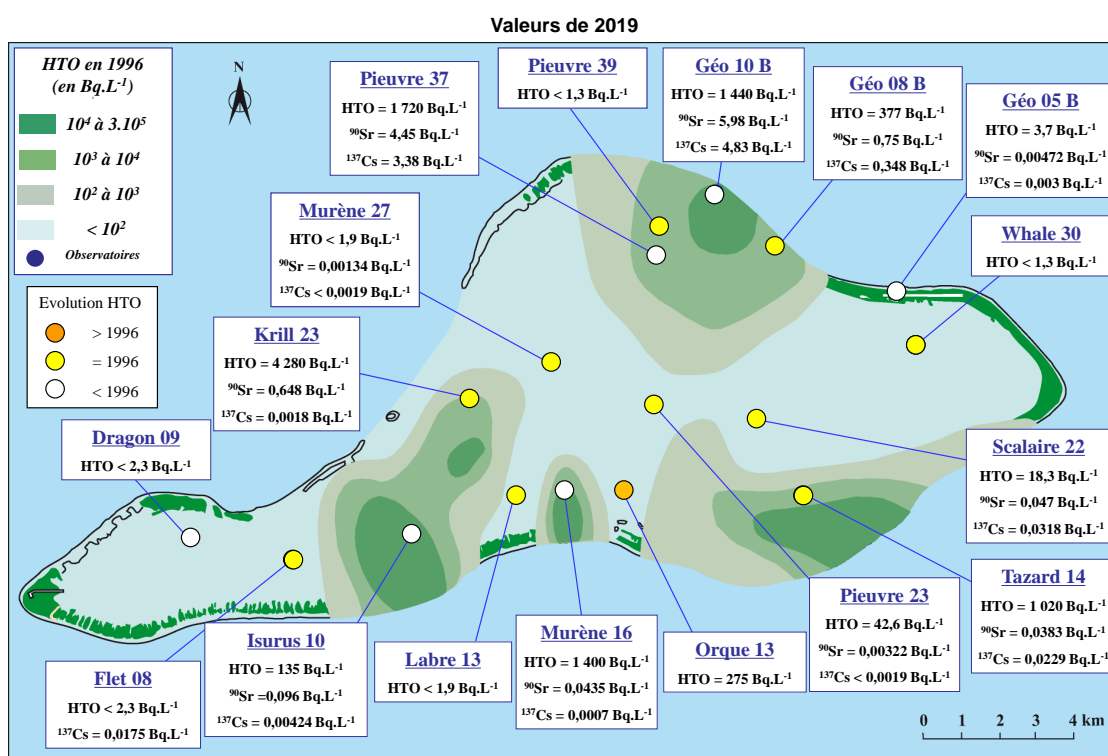 Valeurs de 2019
HTO en 1996
(en Bq.L⁻¹)
10⁴ à 3.10⁵
10³ à 10⁴
10² à 10³
< 10²
Observatoires
Evolution HTO
> 1996
= 1996
< 1996
N
Pieuvre 37
HTO = 1 720 Bq.L⁻¹
⁹⁰Sr = 4,45 Bq.L⁻¹
¹³⁷Cs = 3,38 Bq.L⁻¹
Pieuvre 39
HTO < 1,3 Bq.L⁻¹
Géo 10 B
HTO = 1 440 Bq.L⁻¹
⁹⁰Sr = 5,98 Bq.L⁻¹
¹³⁷Cs = 4,83 Bq.L⁻¹
Géo 08 B
HTO = 377 Bq.L⁻¹
⁹⁰Sr = 0,75 Bq.L⁻¹
¹³⁷Cs = 0,348 Bq.L⁻¹
Géo 05 B
HTO = 3,7 Bq.L⁻¹
⁹⁰Sr = 0,00472 Bq.L⁻¹
¹³⁷Cs = 0,003 Bq.L⁻¹
Murène 27
HTO < 1,9 Bq.L⁻¹
⁹⁰Sr = 0,00134 Bq.L⁻¹
¹³⁷Cs < 0,0019 Bq.L⁻¹
Whale 30
HTO < 1,3 Bq.L⁻¹
Krill 23
HTO = 4 280 Bq.L⁻¹
⁹⁰Sr = 0,648 Bq.L⁻¹
¹³⁷Cs = 0,0018 Bq.L⁻¹
Dragon 09
HTO < 2,3 Bq.L⁻¹
Scalaire 22
HTO = 18,3 Bq.L⁻¹
⁹⁰Sr = 0,047 Bq.L⁻¹
¹³⁷Cs = 0,0318 Bq.L⁻¹
Tazard 14
HTO = 1 020 Bq.L⁻¹
⁹⁰Sr = 0,0383 Bq.L⁻¹
¹³⁷Cs = 0,0229 Bq.L⁻¹
Flet 08
HTO < 2,3 Bq.L⁻¹
¹³⁷Cs = 0,0175 Bq.L⁻¹
Isurus 10
HTO = 135 Bq.L⁻¹
⁹⁰Sr =0,096 Bq.L⁻¹
¹³⁷Cs = 0,00424 Bq.L⁻¹
Labre 13
HTO < 1,9 Bq.L⁻¹
Murène 16
HTO = 1 400 Bq.L⁻¹
⁹⁰Sr = 0,0435 Bq.L⁻¹
¹³⁷Cs = 0,0007 Bq.L⁻¹
Orque 13
HTO = 275 Bq.L⁻¹
Pieuvre 23
HTO = 42,6 Bq.L⁻¹
⁹⁰Sr = 0,00322 Bq.L⁻¹
¹³⁷Cs < 0,0019 Bq.L⁻¹
0 1 2 3 4 km